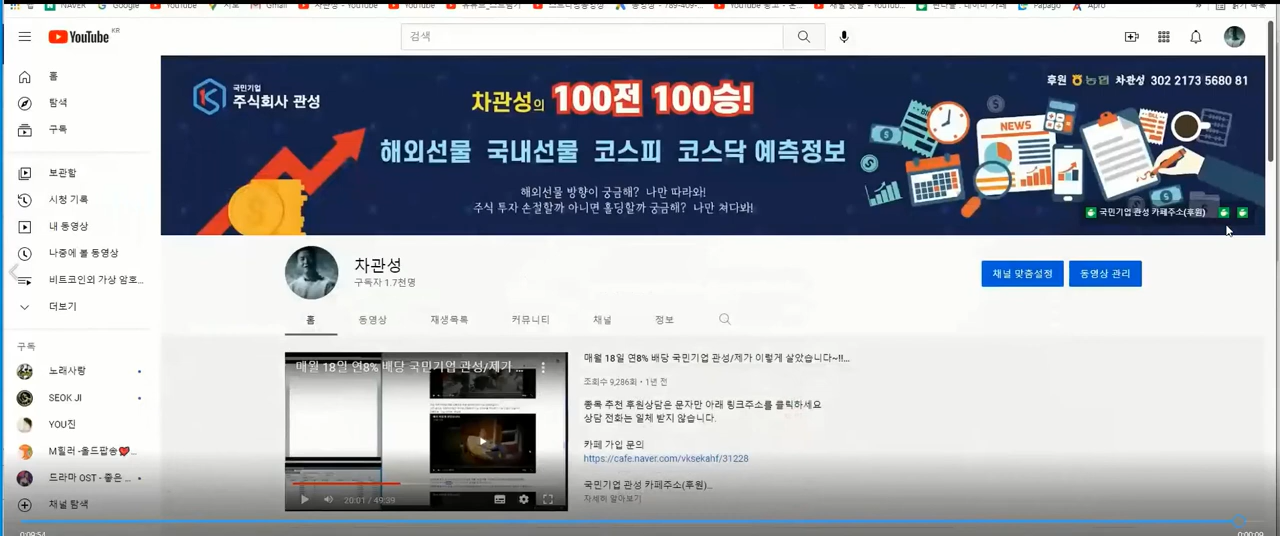 NAVER
Google
YouTube
지도
Gmail
YouTube
YouTube
Papago
Apro
읽기 목록
YouTube KR
검색
홈
탐색
구독
보관함
시청 기록
내 동영상
나중에 볼 동영상
비트코인외 가상 암호...
더보기
구독
노래사랑
SEOK JI
YOU진
M힐러 -올드팝송❤️...
드라마 OST - 좋은 ...
채널 탐색
국민기업
주식회사 관성
차관성의 100전 100승!
후원 농협 차관성 302 2173 5680 81
해외선물 국내선물 코스피 코스닥 예측정보
해외선물 방향이 궁금해? 나만 따라와!
주식 투자 손절할까 아니면 홀딩할까 궁금해? 나만 쳐다봐!
NEWS
BILL
국민기업 관성 카페주소(후원)
차관성
구독자 1.7천명
채널 맞춤설정
동영상 관리
홈
동영상
재생목록
커뮤니티
채널
정보
매월 18일 연8% 배당 국민기업 관성/제가 ...
20:01 / 49:39
매월 18일 연8% 배당 국민기업 관성/제가 이렇게 살았습니다~!!...
조회수 9,286회 • 1년 전
종목 추천 후원상담은 문자만 아래 링크주소를 클릭하세요
상담 전화는 일체 받지 않습니다.
카페 가입 문의
https://cafe.naver.com/vksekahf/31228
국민기업 관성 카페주소(후원)...
자세히 알아보기
0:09:54
0:00:09